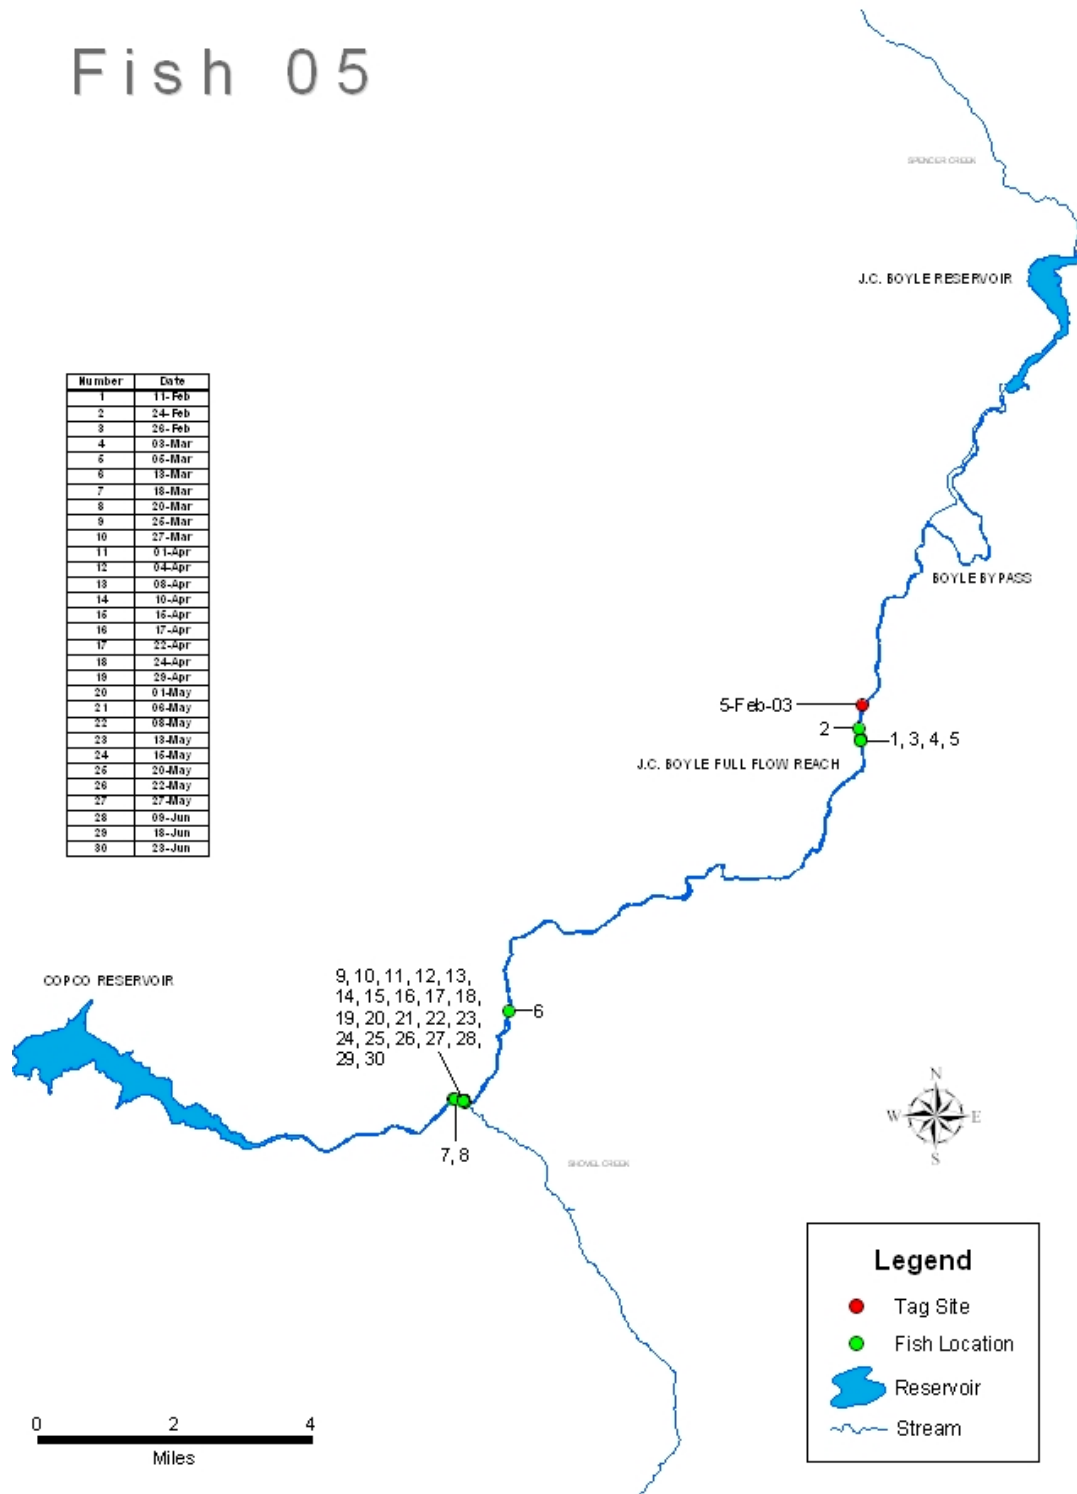 Fish 05
SPENCER CREEK
J.C. BOYLE RESERVOIR
Number Date
1 11-Feb
2 24-Feb
3 26-Feb
4 03-Mar
5 05-Mar
6 13-Mar
7 18-Mar
8 20-Mar
9 25-Mar
10 27-Mar
11 01-Apr
12 04-Apr
13 08-Apr
14 10-Apr
15 15-Apr
16 17-Apr
17 22-Apr
18 24-Apr
19 29-Apr
20 01-May
21 06-May
22 08-May
23 13-May
24 15-May
25 20-May
26 22-May
27 27-May
28 09-Jun
29 18-Jun
30 23-Jun
BOYLE BYPASS
5-Feb-03
2
1, 3, 4, 5
J.C. BOYLE FULL FLOW REACH
COPCO RESERVOIR
9, 10, 11, 12, 13,
14, 15, 16, 17, 18,
19, 20, 21, 22, 23,
24, 25, 26, 27, 28,
29, 30
6
7, 8
SHOVEL CREEK
N
W E
S
Legend
Tag Site
Fish Location
Reservoir
Stream
0 2 4
Miles